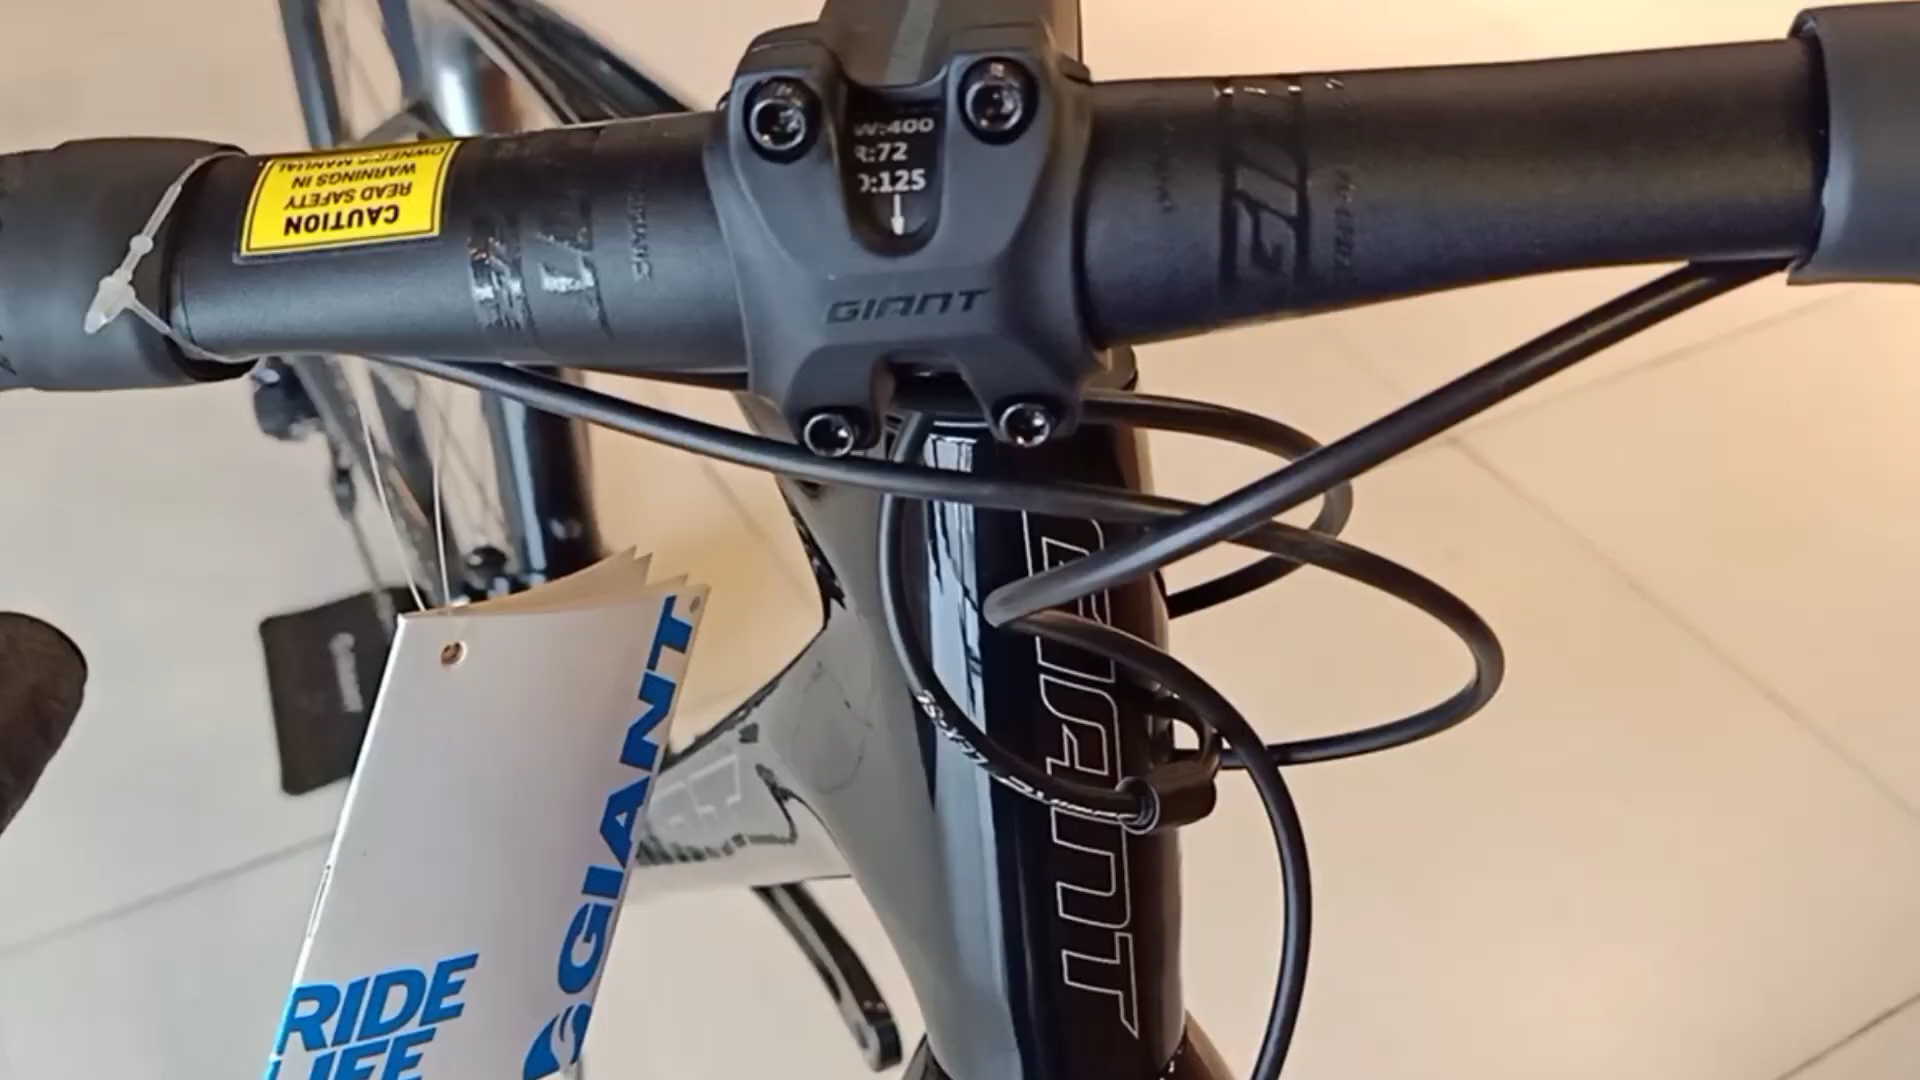 W:400
R:72
D:125
CAUTION
READ SAFETY
WARNINGS IN
OWNER'S MANUAL
GIANT
GIANT
GIANT
RIDE
LIFE